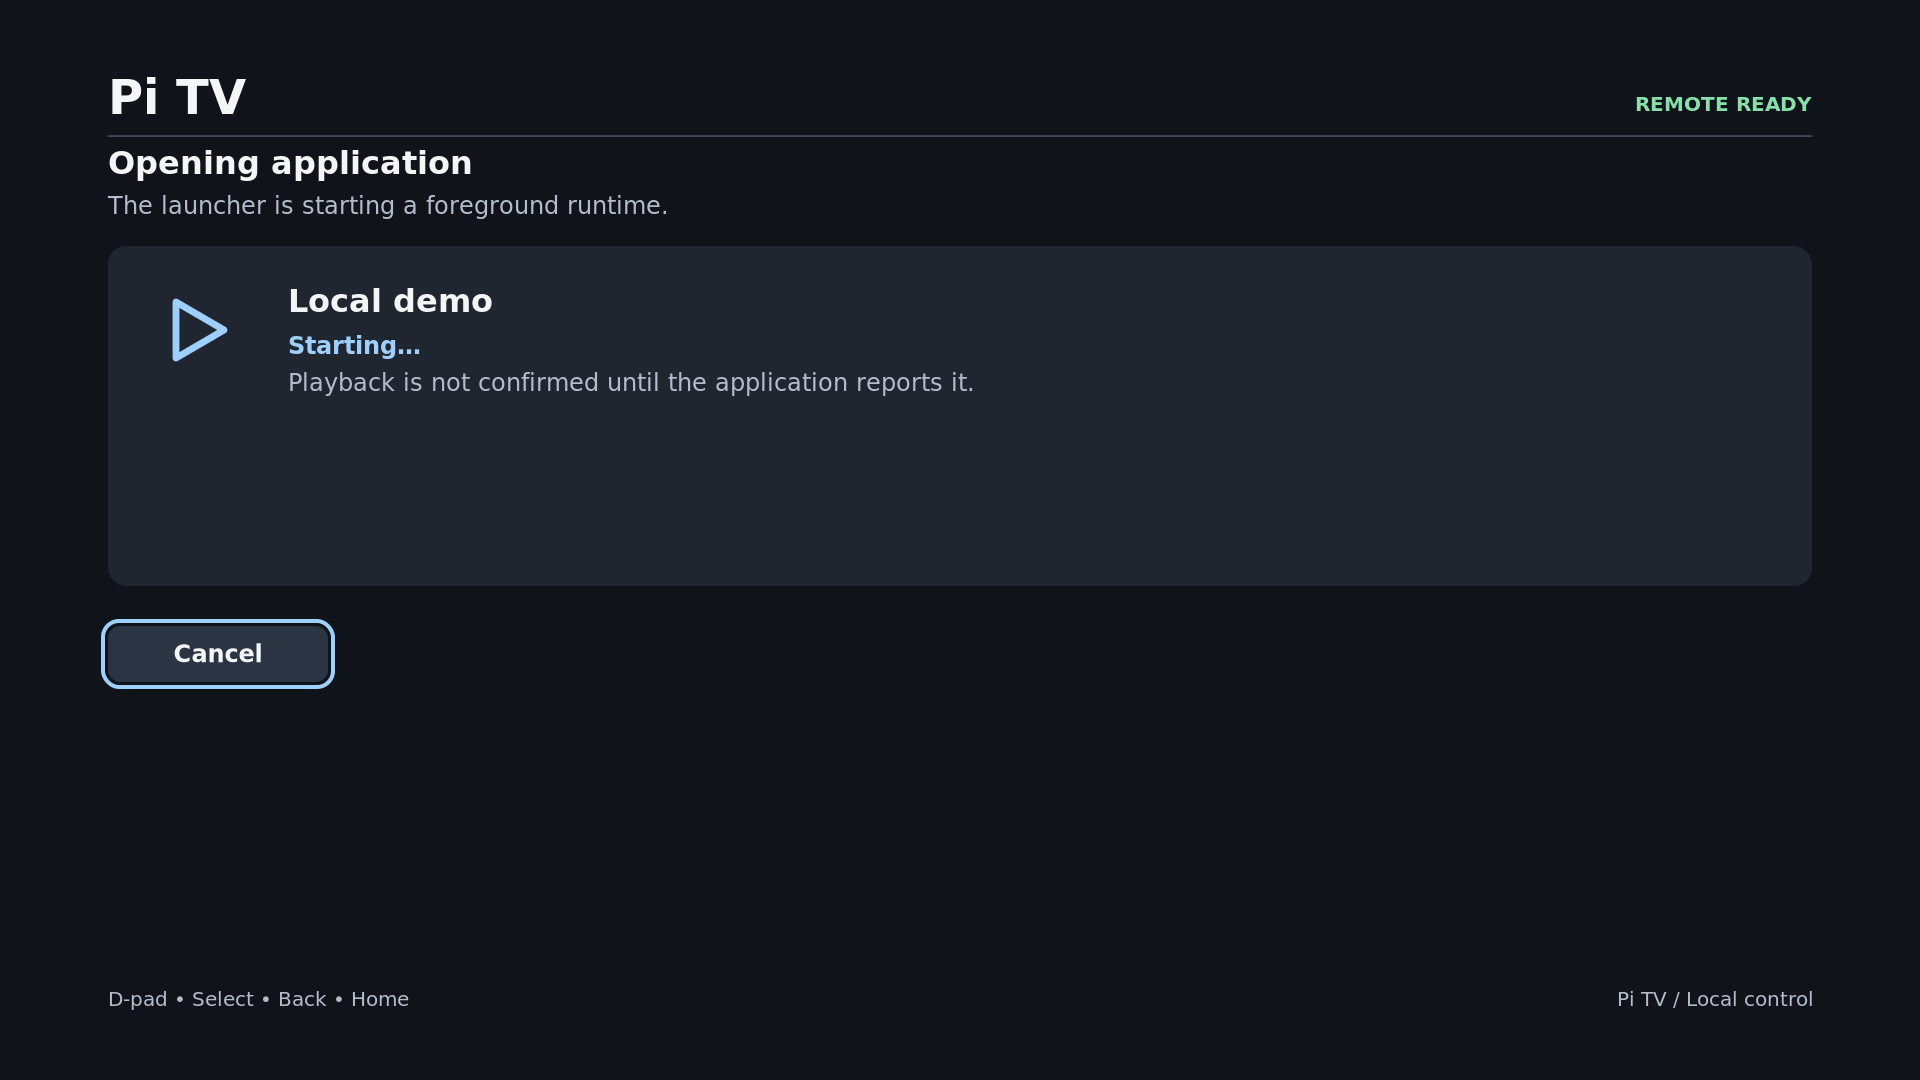 Pi TV
REMOTE READY
Opening application
The launcher is starting a foreground runtime.
Local demo
Starting…
Playback is not confirmed until the application reports it.
Cancel
D-pad • Select • Back • Home
Pi TV / Local control